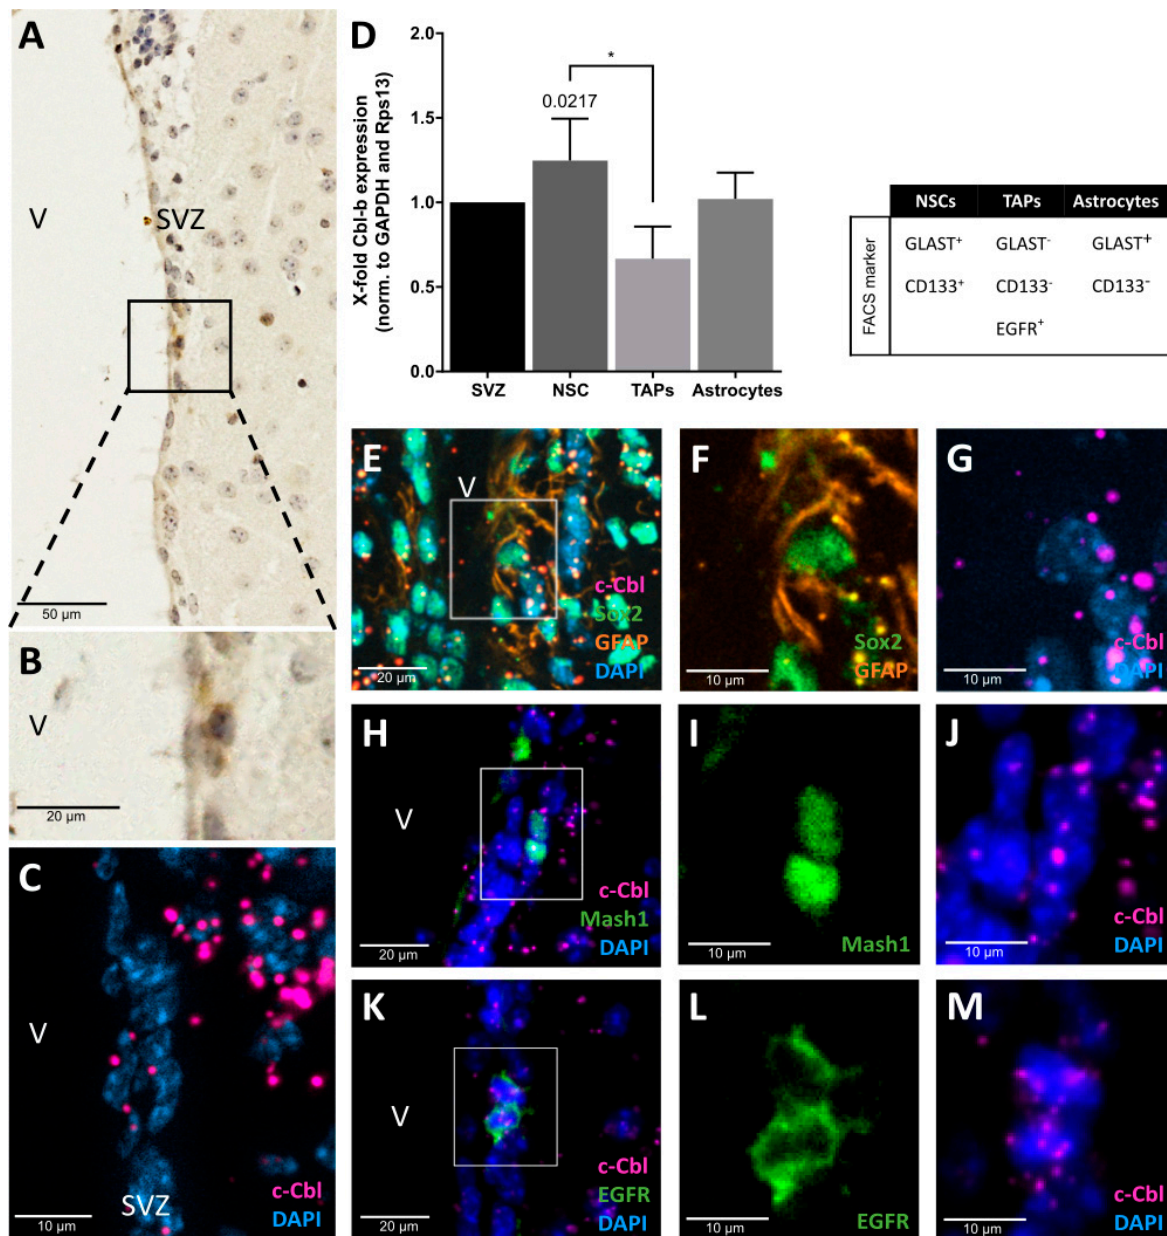 A
V
SVZ
50 µm
B
V
20 µm
C
V
SVZ
c-Cbl
DAPI
10 µm
D
X-fold Cbl-b expression
(norm. to GAPDH and Rps13)
2.0
1.5
1.0
0.5
0.0
*
0.0217
SVZ NSC TAPs Astrocytes
NSCs TAPs Astrocytes
FACS marker
GLAST⁺ GLAST⁻ GLAST⁺
CD133⁺ CD133⁻ CD133⁻
EGFR⁺
E
V
c-Cbl
Sox2
GFAP
DAPI
20 µm
F
Sox2
GFAP
10 µm
G
c-Cbl
DAPI
10 µm
H
V
c-Cbl
Mash1
DAPI
20 µm
I
Mash1
10 µm
J
c-Cbl
DAPI
10 µm
K
V
c-Cbl
EGFR
DAPI
20 µm
L
EGFR
10 µm
M
c-Cbl
DAPI
10 µm